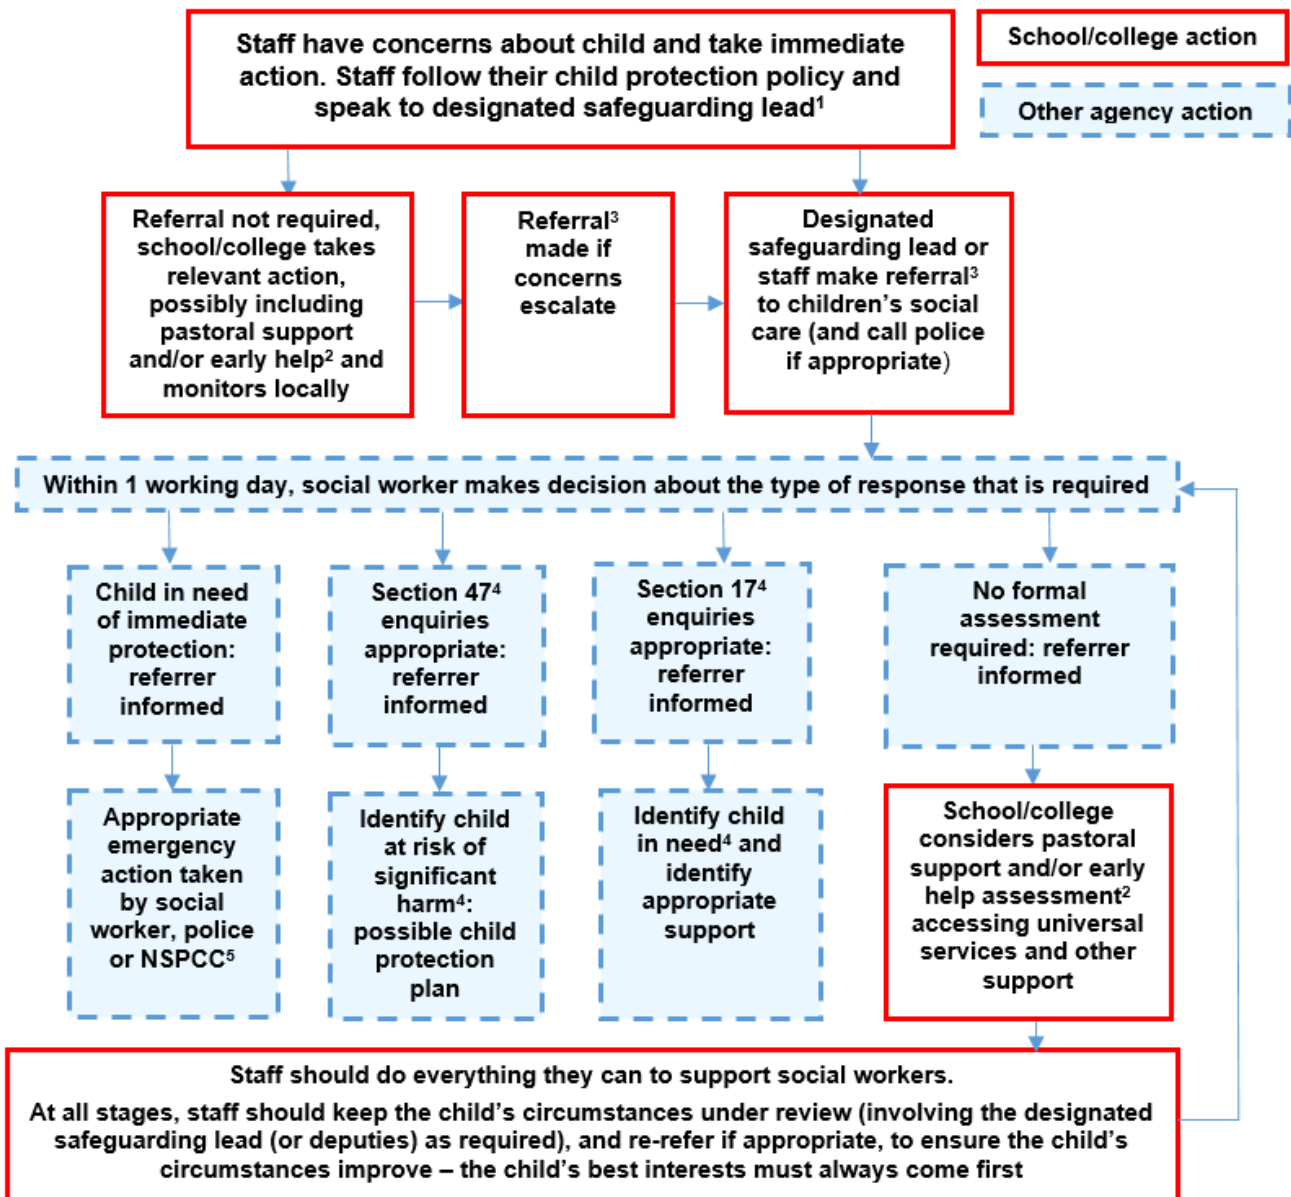 Staff have concerns about child and take immediate
action. Staff follow their child protection policy and
speak to designated safeguarding lead¹
School/college action
Other agency action
Referral not required,
school/college takes
relevant action,
possibly including
pastoral support
and/or early help² and
monitors locally
Referral³
made if
concerns
escalate
Designated
safeguarding lead or
staff make referral³
to children’s social
care (and call police
if appropriate)
Within 1 working day, social worker makes decision about the type of response that is required
Child in need
of immediate
protection:
referrer
informed
Section 47⁴
enquiries
appropriate:
referrer
informed
Section 17⁴
enquiries
appropriate:
referrer
informed
No formal
assessment
required: referrer
informed
Appropriate
emergency
action taken
by social
worker, police
or NSPCC⁵
Identify child
at risk of
significant
harm⁴:
possible child
protection
plan
Identify child
in need⁴ and
identify
appropriate
support
School/college
considers pastoral
support and/or early
help assessment²
accessing universal
services and other
support
Staff should do everything they can to support social workers.
At all stages, staff should keep the child’s circumstances under review (involving the designated
safeguarding lead (or deputies) as required), and re-refer if appropriate, to ensure the child’s
circumstances improve – the child’s best interests must always come first